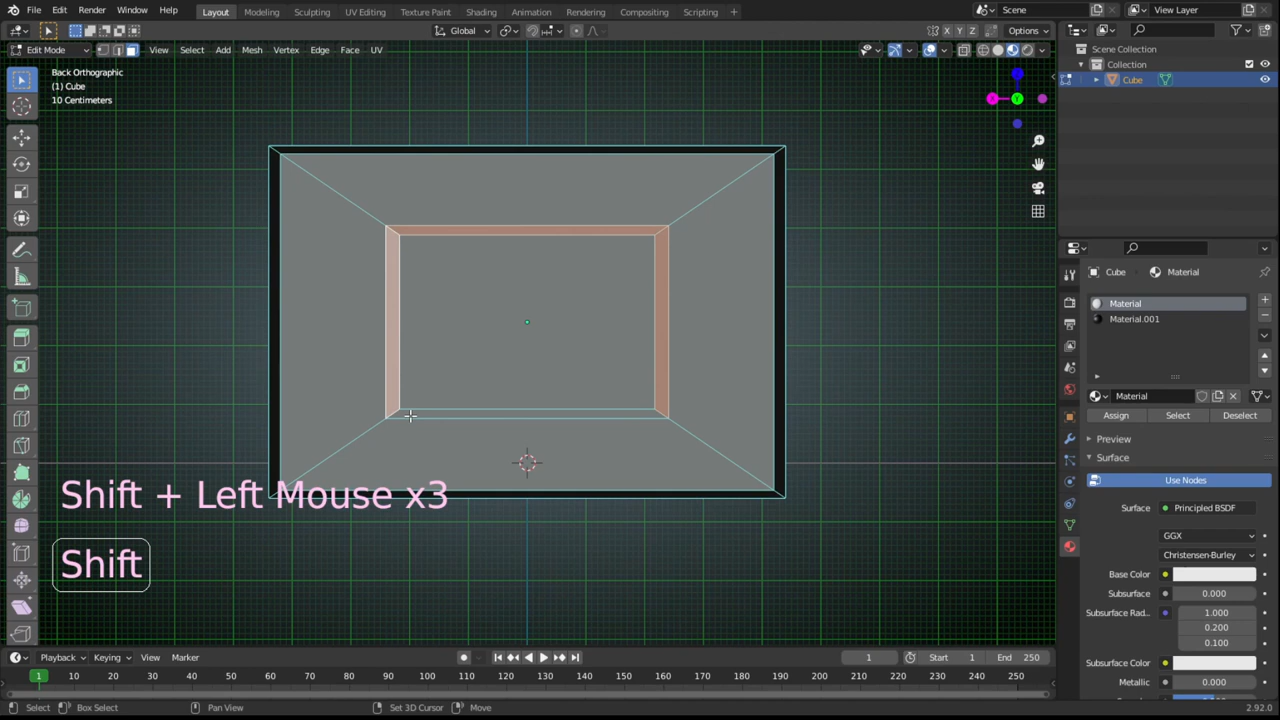 File Edit Render Window Help Layout Modeling Sculpting UV Editing Texture Paint Shading Animation Rendering Compositing Scripting Scene View Layer
Global Options
Edit Mode View Select Add Mesh Vertex Edge Face UV
X Y Z
Back Orthographic
(1) Cube
10 Centimeters
Z
X Y
Scene Collection
Collection
Cube
Cube Material
Material
Material.001
Material
Assign Select Deselect
Preview
Surface
Use Nodes
Surface Principled BSDF
GGX
Christensen-Burley
Base Color
Subsurface 0.000
Subsurface Rad.. 1.000
0.200
0.100
Subsurface Color
Metallic 0.000
Shift + Left Mouse x3
Shift
Playback Keying View Marker 1 Start 1 End 250
1 10 20 30 40 50 60 70 80 90 100 110 120 130 140 150 160 170 180 190 200 210 220 230 240 250
Select Box Select Pan View Set 3D Cursor Move 2.92.0